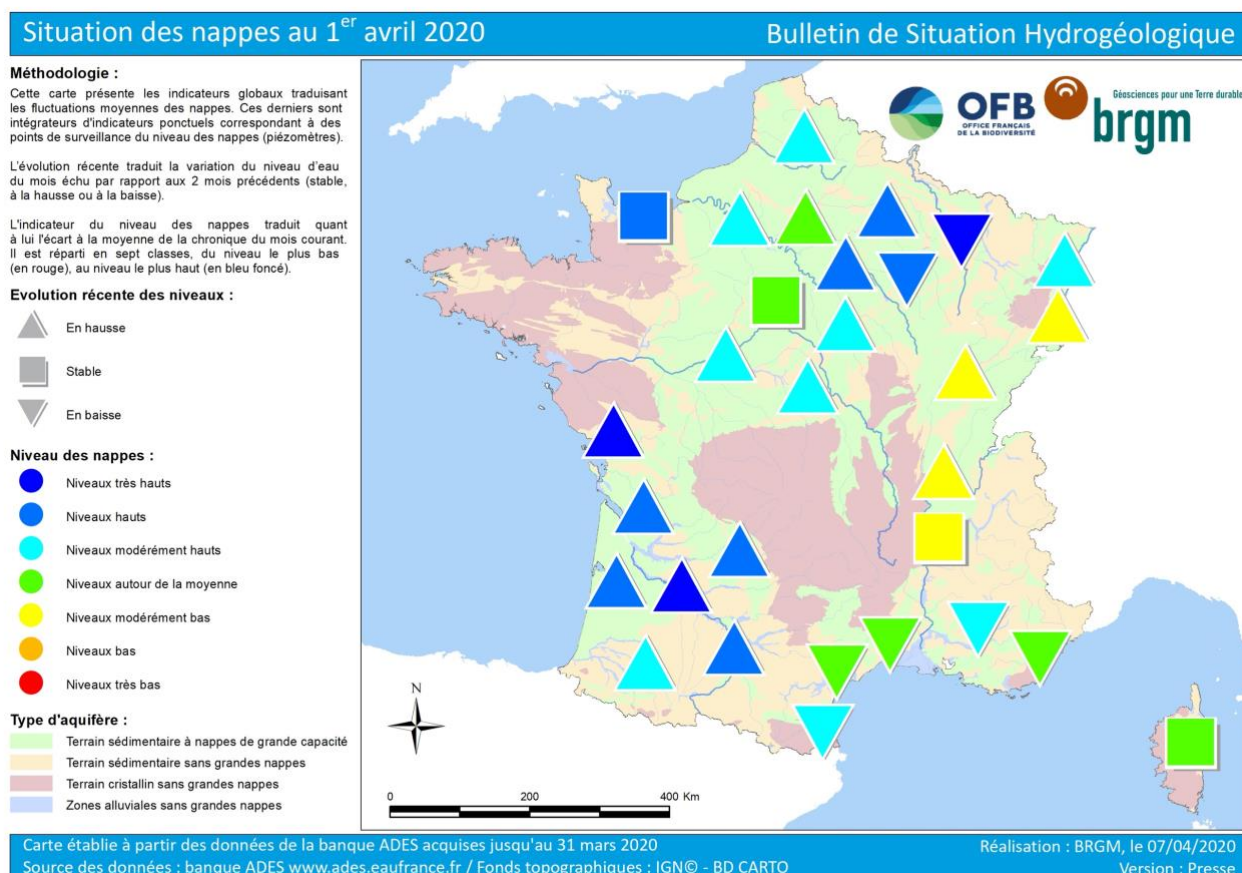 Situation des nappes au 1er avril 2020
Bulletin de Situation Hydrogéologique
Méthodologie :
Cette carte présente les indicateurs globaux traduisant
les fluctuations moyennes des nappes. Ces derniers sont
intégrateurs d'indicateurs ponctuels correspondant à des
points de surveillance du niveau des nappes (piézomètres).
L'évolution récente traduit la variation du niveau d'eau
du mois échu par rapport aux 2 mois précédents (stable,
à la hausse ou à la baisse).
L'indicateur du niveau des nappes traduit quant
à lui l'écart à la moyenne de la chronique du mois courant.
Il est réparti en sept classes, du niveau le plus bas
(en rouge), au niveau le plus haut (en bleu foncé).
Evolution récente des niveaux :
En hausse
Stable
En baisse
Niveau des nappes :
Niveaux très hauts
Niveaux hauts
Niveaux modérément hauts
Niveaux autour de la moyenne
Niveaux modérément bas
Niveaux bas
Niveaux très bas
Type d'aquifère :
Terrain sédimentaire à nappes de grande capacité
Terrain sédimentaire sans grandes nappes
Terrain cristallin sans grandes nappes
Zones alluviales sans grandes nappes
OFB
OFFICE FRANÇAIS
DE LA BIODIVERSITÉ
Géosciences pour une Terre durable
brgm
N
0 200 400 Km
Carte établie à partir des données de la banque ADES acquises jusqu'au 31 mars 2020
Source des données : banque ADES www.ades.eaufrance.fr / Fonds topographiques : IGN© - BD CARTO
Réalisation : BRGM, le 07/04/2020
Version : Presse